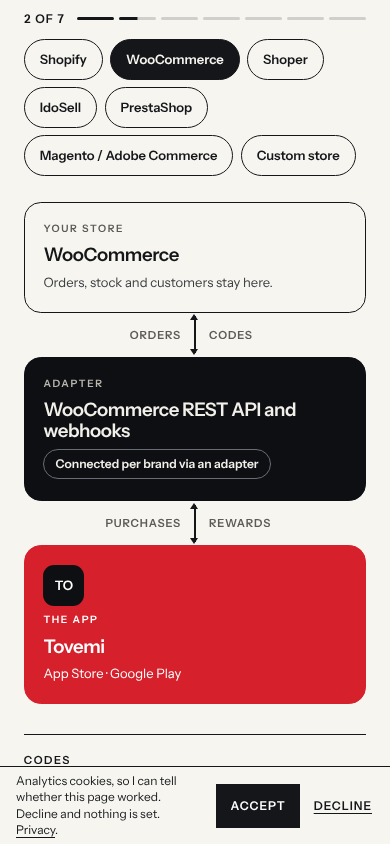 2 OF 7
Shopify
WooCommerce
Shoper
IdoSell
PrestaShop
Magento / Adobe Commerce
Custom store
YOUR STORE
WooCommerce
Orders, stock and customers stay here.
ORDERS
CODES
ADAPTER
WooCommerce REST API and
webhooks
Connected per brand via an adapter
PURCHASES
REWARDS
TO
THE APP
Tovemi
App Store · Google Play
CODES
Analytics cookies, so I can tell
whether this page worked.
Decline and nothing is set.
Privacy.
ACCEPT
DECLINE